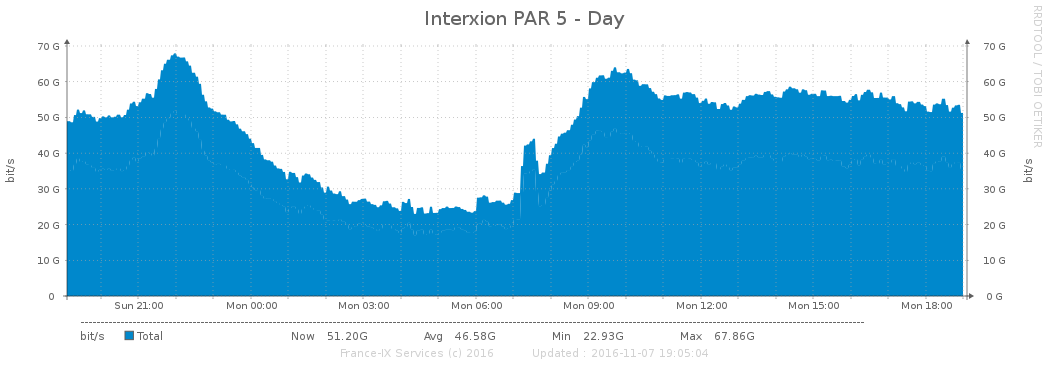 Interxion PAR 5 - Day
RRDTOOL / TOBI OETIKER
bit/s
70 G 70 G
60 G 60 G
50 G 50 G
40 G 40 G
30 G 30 G
20 G 20 G
10 G 10 G
0 0 G
bit/s
Sun 21:00 Mon 00:00 Mon 03:00 Mon 06:00 Mon 09:00 Mon 12:00 Mon 15:00 Mon 18:00
bit/s Total Now 51.20G Avg 46.58G Min 22.93G Max 67.86G
France-IX Services (c) 2016 Updated : 2016-11-07 19:05:04